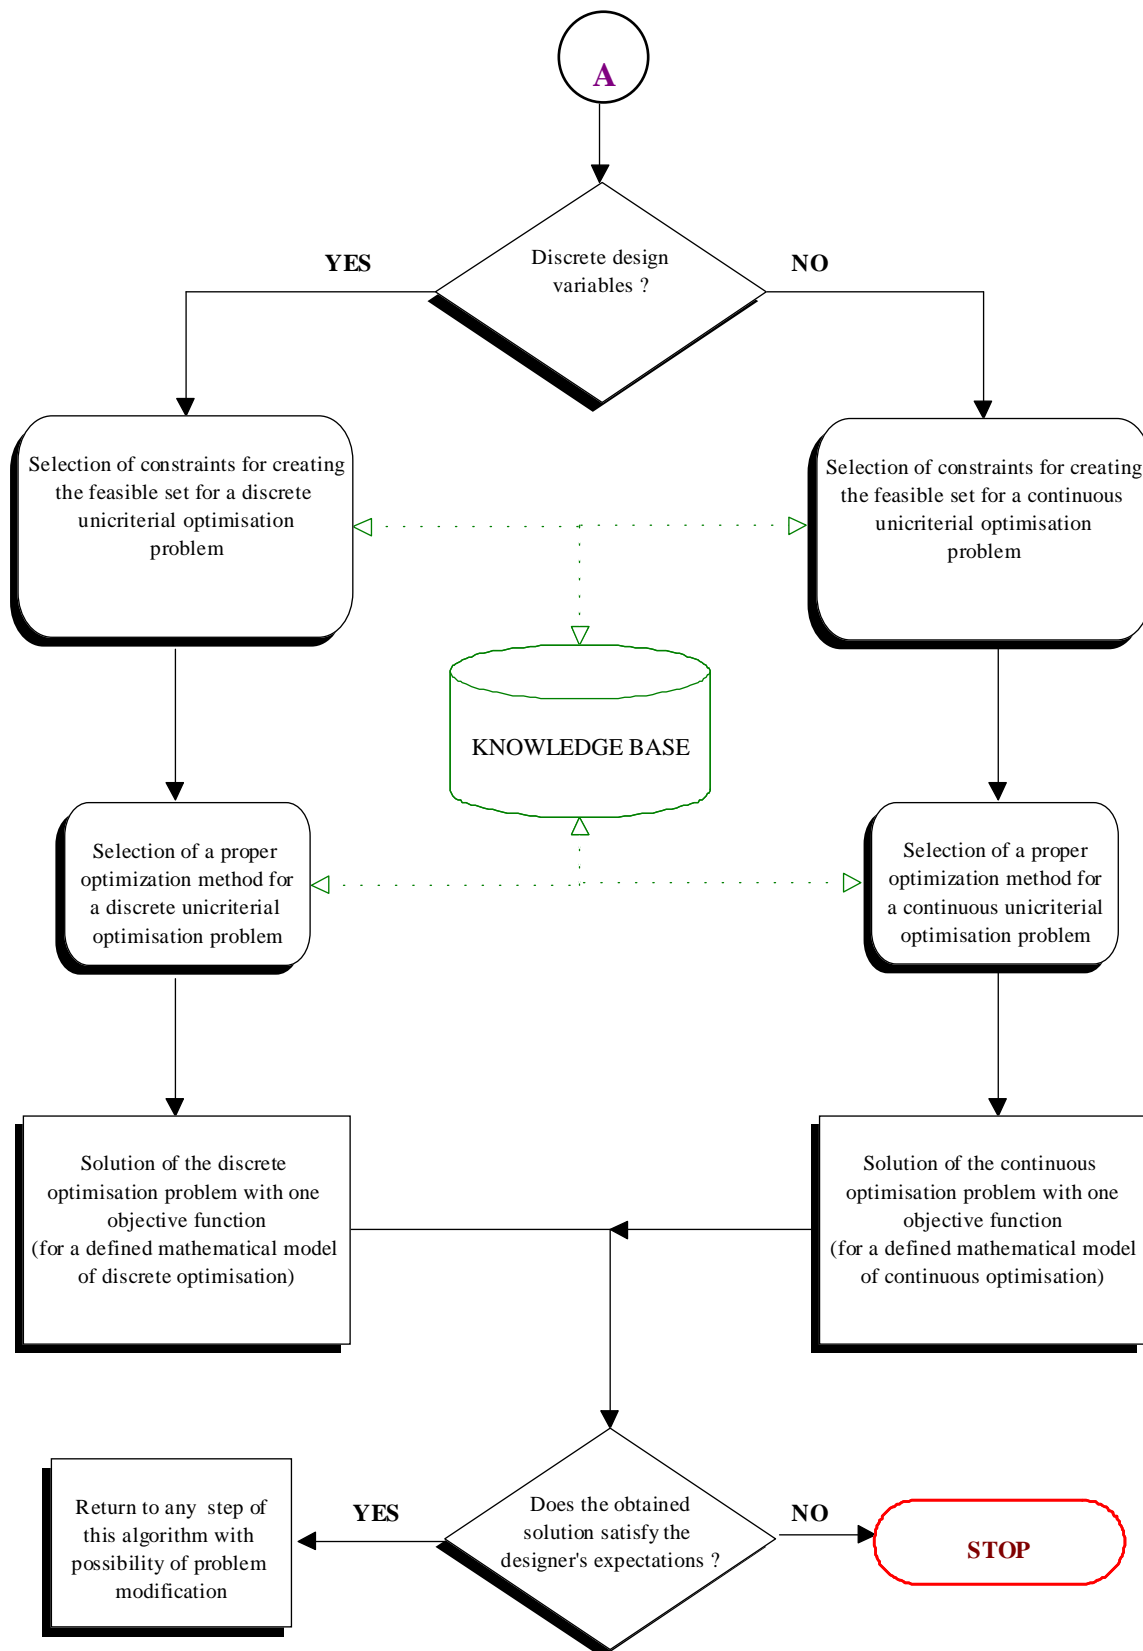 A
YES
Discrete design
variables ?
NO
Selection of constraints for creating
the feasible set for a discrete
unicriterial optimisation
problem
Selection of constraints for creating
the feasible set for a continuous
unicriterial optimisation
problem
KNOWLEDGE BASE
Selection of a proper
optimization method for
a discrete unicriterial
optimisation problem
Selection of a proper
optimization method for
a continuous unicriterial
optimisation problem
Solution of the discrete
optimisation problem with one
objective function
(for a defined mathematical model
of discrete optimisation)
Solution of the continuous
optimisation problem with one
objective function
(for a defined mathematical model
of continuous optimisation)
Return to any step of
this algorithm with
possibility of problem
modification
YES
Does the obtained
solution satisfy the
designer's expectations ?
NO
STOP